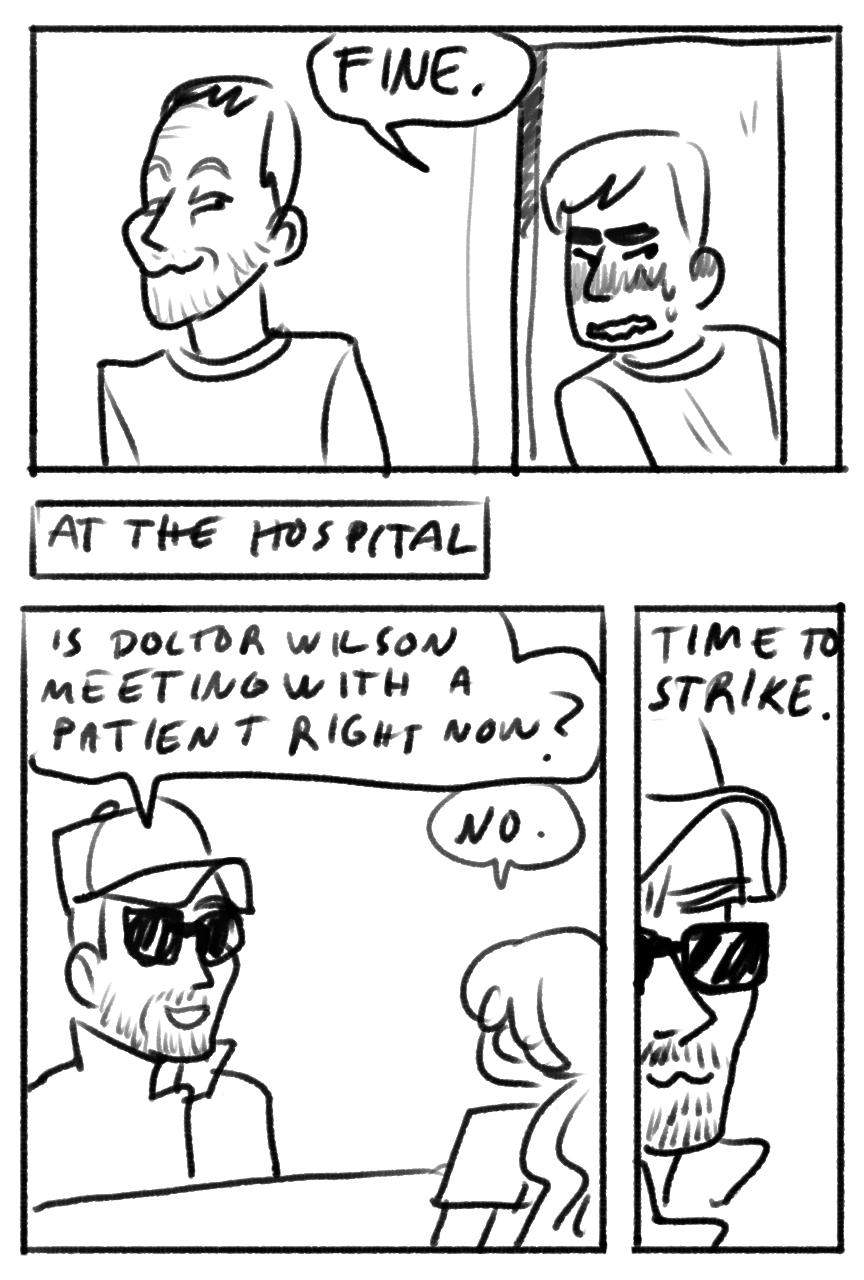 FINE.
AT THE HOSPITAL
IS DOCTOR WILSON
MEETING WITH A
PATIENT RIGHT NOW?
NO.
TIME TO
STRIKE.